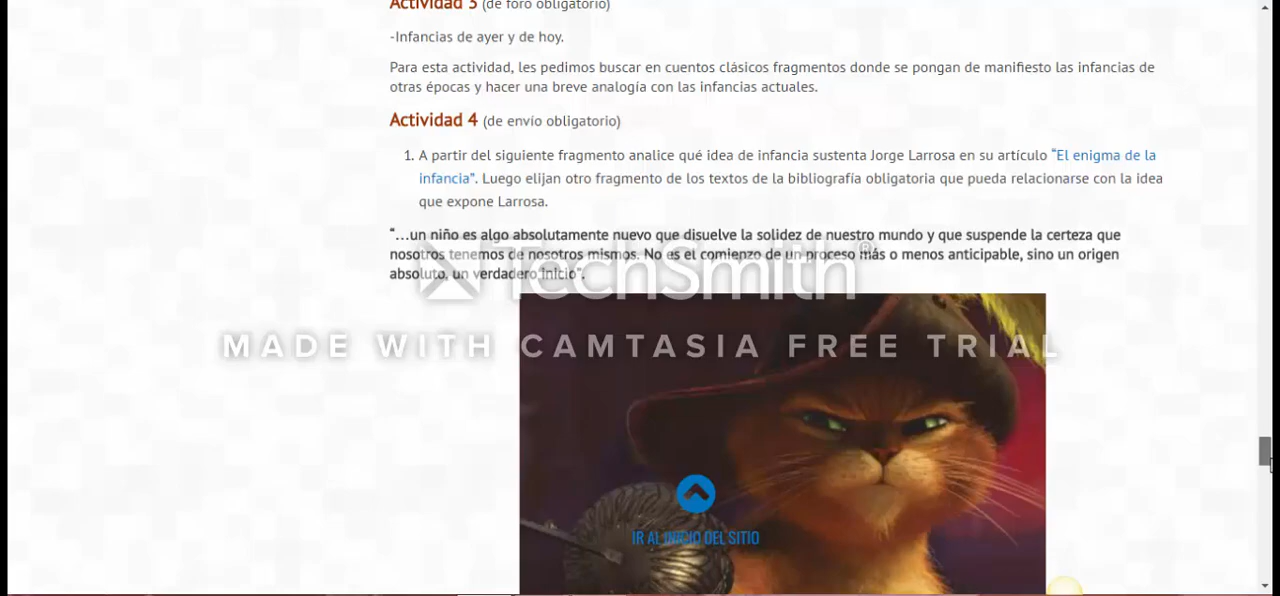 Actividad 3 (de foro obligatorio)
-Infancias de ayer y de hoy.
Para esta actividad, les pedimos buscar en cuentos clásicos fragmentos donde se pongan de manifiesto las infancias de
otras épocas y hacer una breve analogía con las infancias actuales.
Actividad 4 (de envío obligatorio)
1. A partir del siguiente fragmento analice qué idea de infancia sustenta Jorge Larrosa en su artículo “El enigma de la
infancia”. Luego elijan otro fragmento de los textos de la bibliografía obligatoria que pueda relacionarse con la idea
que expone Larrosa.
“…un niño es algo absolutamente nuevo que disuelve la solidez de nuestro mundo y que suspende la certeza que
nosotros tenemos de nosotros mismos. No es el comienzo de un proceso más o menos anticipable, sino un origen
absoluto, un verdadero inicio”.
TechSmith®
MADE WITH CAMTASIA FREE TRIAL
IR AL INICIO DEL SITIO